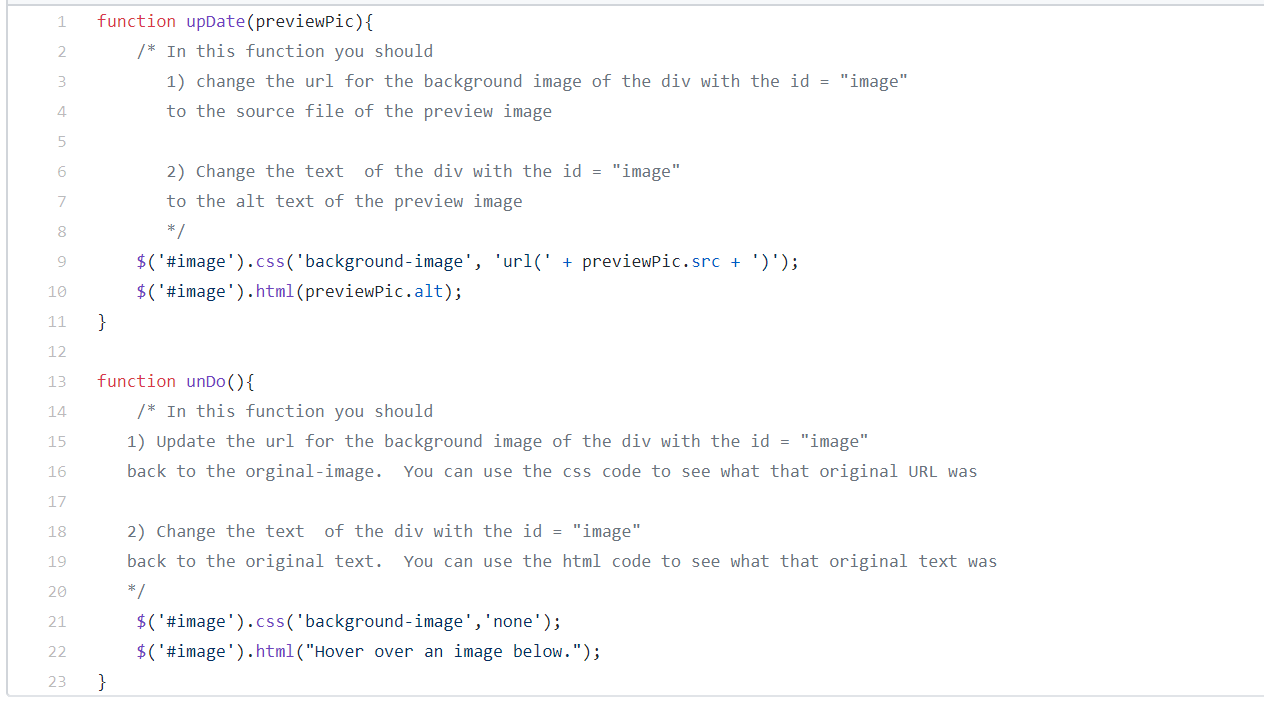 1 function upDate(previewPic){
2 /* In this function you should
3 1) change the url for the background image of the div with the id = "image"
4 to the source file of the preview image
5
6 2) Change the text  of the div with the id = "image"
7 to the alt text of the preview image
8 */
9 $('#image').css('background-image', 'url(' + previewPic.src + ')');
10 $('#image').html(previewPic.alt);
11 }
12
13 function unDo(){
14 /* In this function you should
15 1) Update the url for the background image of the div with the id = "image"
16 back to the orginal-image.  You can use the css code to see what that original URL was
17
18 2) Change the text  of the div with the id = "image"
19 back to the original text.  You can use the html code to see what that original text was
20 */
21 $('#image').css('background-image','none');
22 $('#image').html("Hover over an image below.");
23 }